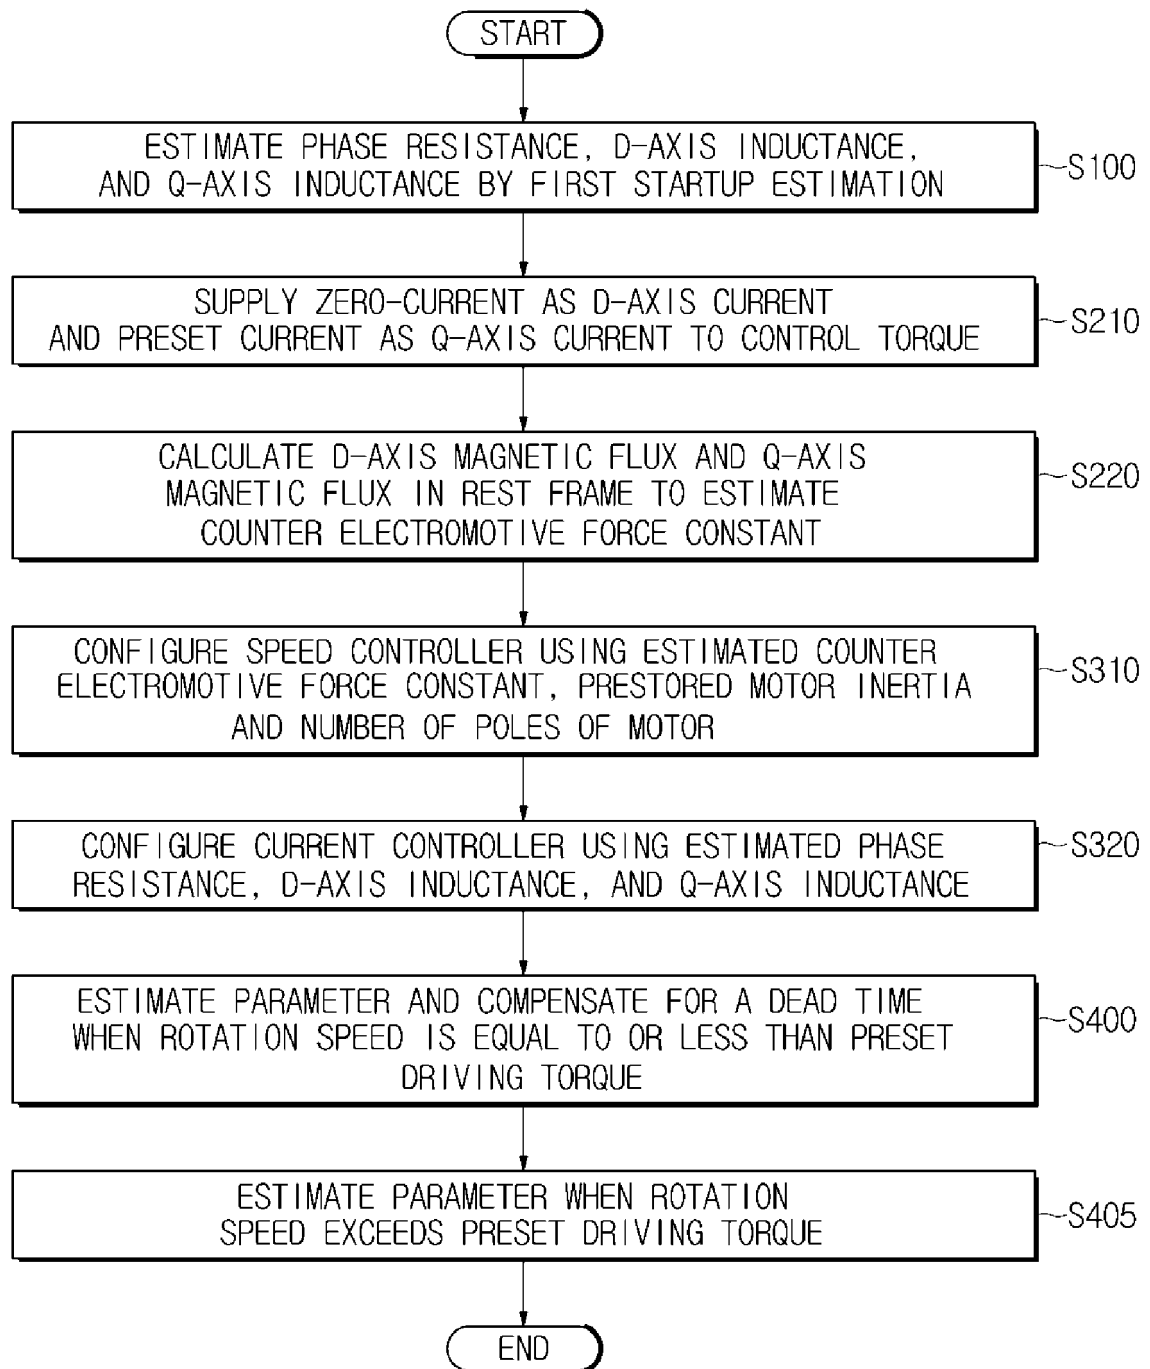 START
ESTIMATE PHASE RESISTANCE, D-AXIS INDUCTANCE,
AND Q-AXIS INDUCTANCE BY FIRST STARTUP ESTIMATION
S100
SUPPLY ZERO-CURRENT AS D-AXIS CURRENT
AND PRESET CURRENT AS Q-AXIS CURRENT TO CONTROL TORQUE
S210
CALCULATE D-AXIS MAGNETIC FLUX AND Q-AXIS
MAGNETIC FLUX IN REST FRAME TO ESTIMATE
COUNTER ELECTROMOTIVE FORCE CONSTANT
S220
CONFIGURE SPEED CONTROLLER USING ESTIMATED COUNTER
ELECTROMOTIVE FORCE CONSTANT, PRESTORED MOTOR INERTIA
AND NUMBER OF POLES OF MOTOR
S310
CONFIGURE CURRENT CONTROLLER USING ESTIMATED PHASE
RESISTANCE, D-AXIS INDUCTANCE, AND Q-AXIS INDUCTANCE
S320
ESTIMATE PARAMETER AND COMPENSATE FOR A DEAD TIME
WHEN ROTATION SPEED IS EQUAL TO OR LESS THAN PRESET
DRIVING TORQUE
S400
ESTIMATE PARAMETER WHEN ROTATION
SPEED EXCEEDS PRESET DRIVING TORQUE
S405
END